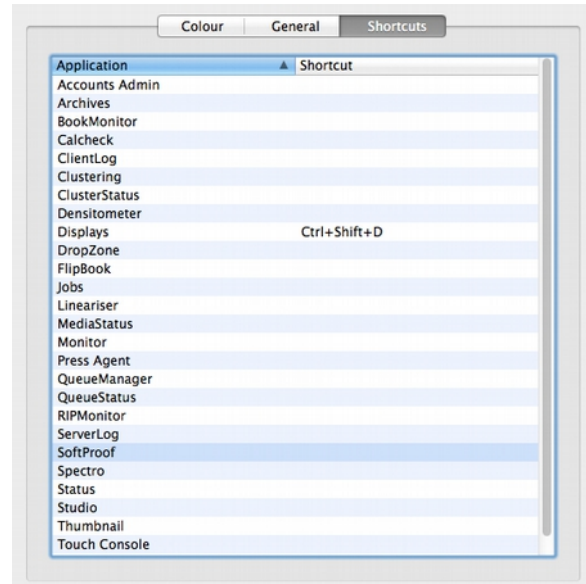 Colour General Shortcuts
Application Shortcut
Accounts Admin
Archives
BookMonitor
Calcheck
ClientLog
Clustering
ClusterStatus
Densitometer
Displays Ctrl+Shift+D
DropZone
FlipBook
Jobs
Lineariser
MediaStatus
Monitor
Press Agent
QueueManager
QueueStatus
RIPMonitor
ServerLog
SoftProof
Spectro
Status
Studio
Thumbnail
Touch Console